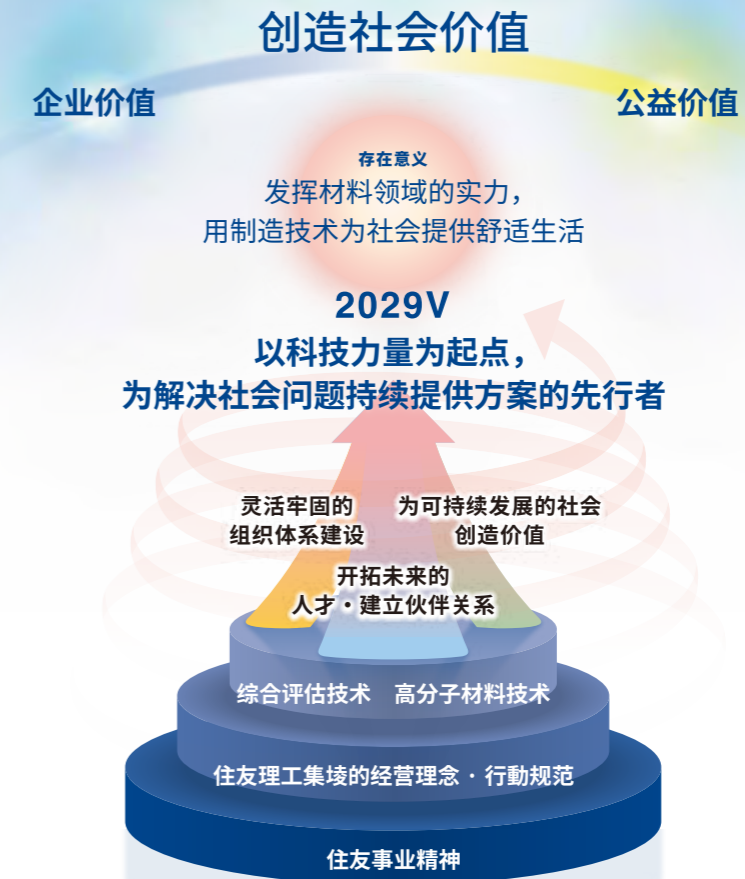 创造社会价值
企业价值
公益价值
存在意义
发挥材料领域的实力，
用制造技术为社会提供舒适生活
2029V
以科技力量为起点，
为解决社会问题持续提供方案的先行者
灵活牢固的
组织体系建设
为可持续发展的社会
创造价值
开拓未来的
人才・建立伙伴关系
综合评估技术 高分子材料技术
住友理工集堎的经营理念・行動规范
住友事业精神